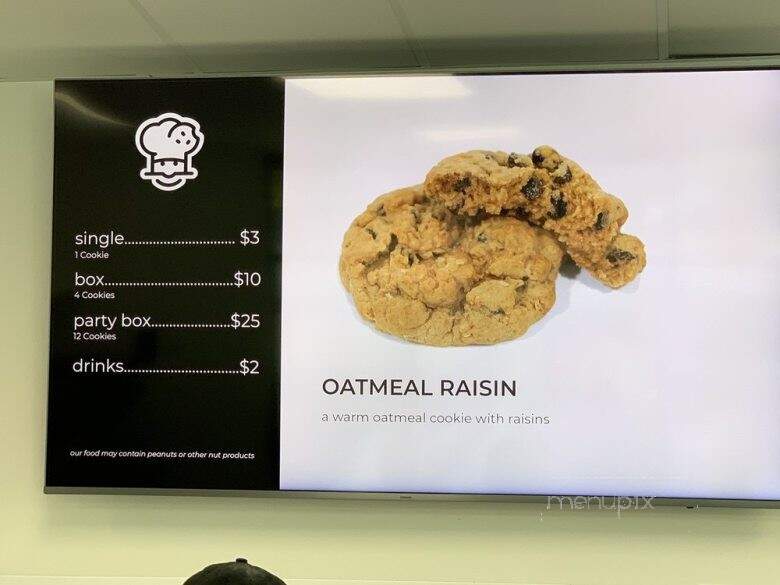 single.............................. $3
1 Cookie
box...................................$10
4 Cookies
party box.....................$25
12 Cookies
drinks..............................$2
our food may contain peanuts or other nut products
OATMEAL RAISIN
a warm oatmeal cookie with raisins
menupix